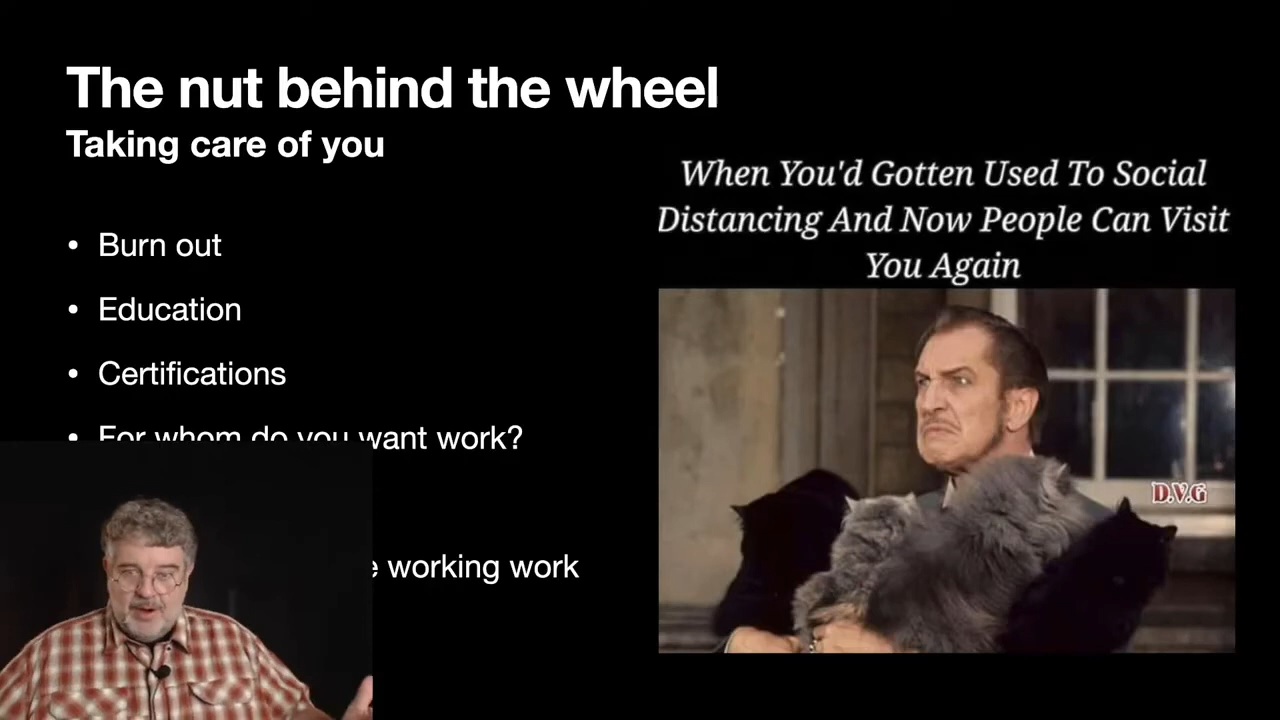 The nut behind the wheel
Taking care of you
• Burn out
• Education
• Certifications
• For whom do you want work?
working work
When You'd Gotten Used To Social
Distancing And Now People Can Visit
You Again
D.V.G